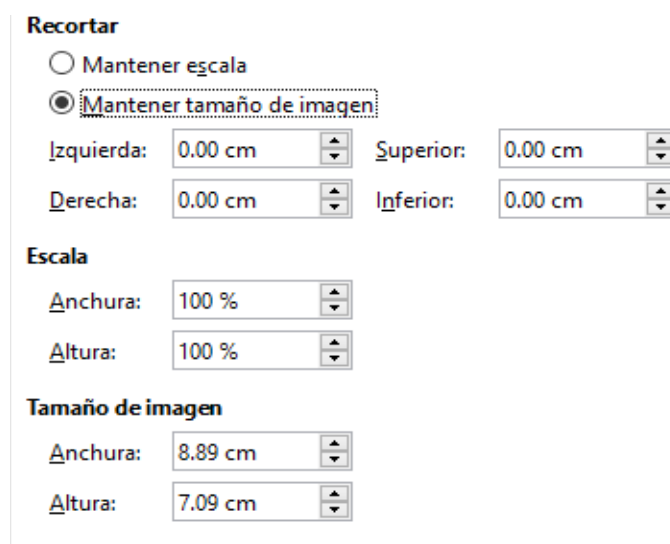 Recortar
Mantener escala
Mantener tamaño de imagen
Izquierda: 0.00 cm Superior: 0.00 cm
Derecha: 0.00 cm Inferior: 0.00 cm
Escala
Anchura: 100 %
Altura: 100 %
Tamaño de imagen
Anchura: 8.89 cm
Altura: 7.09 cm